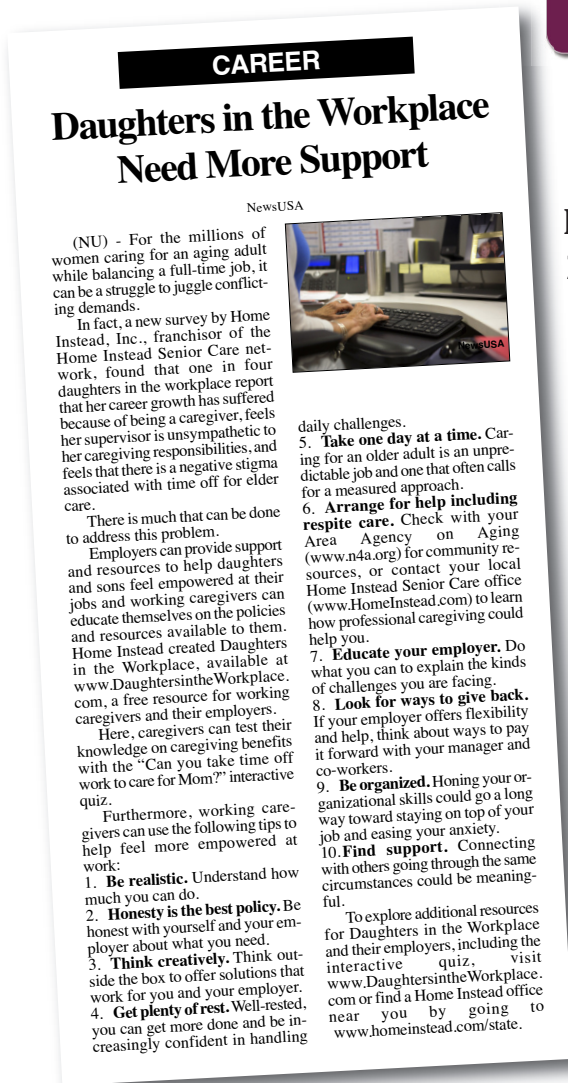 CAREER
Daughters in the Workplace
Need More Support
NewsUSA
(NU) - For the millions of
women caring for an aging adult
while balancing a full-time job, it
can be a struggle to juggle conflict-
ing demands.
In fact, a new survey by Home
Instead, Inc., franchisor of the
Home Instead Senior Care net-
work, found that one in four
daughters in the workplace report
that her career growth has suffered
because of being a caregiver, feels
her supervisor is unsympathetic to
her caregiving responsibilities, and
feels that there is a negative stigma
associated with time off for elder
care.
There is much that can be done
to address this problem.
Employers can provide support
and resources to help daughters
and sons feel empowered at their
jobs and working caregivers can
educate themselves on the policies
and resources available to them.
Home Instead created Daughters
in the Workplace, available at
www.DaughtersintheWorkplace.
com, a free resource for working
caregivers and their employers.
Here, caregivers can test their
knowledge on caregiving benefits
with the “Can you take time off
work to care for Mom?” interactive
quiz.
Furthermore, working care-
givers can use the following tips to
help feel more empowered at
work:
1. Be realistic. Understand how
much you can do.
2. Honesty is the best policy. Be
honest with yourself and your em-
ployer about what you need.
3. Think creatively. Think out-
side the box to offer solutions that
work for you and your employer.
4. Get plenty of rest. Well-rested,
you can get more done and be in-
creasingly confident in handling
NewsUSA
daily challenges.
5. Take one day at a time. Car-
ing for an older adult is an unpre-
dictable job and one that often calls
for a measured approach.
6. Arrange for help including
respite care. Check with your
Area Agency on Aging
(www.n4a.org) for community re-
sources, or contact your local
Home Instead Senior Care office
(www.HomeInstead.com) to learn
how professional caregiving could
help you.
7. Educate your employer. Do
what you can to explain the kinds
of challenges you are facing.
8. Look for ways to give back.
If your employer offers flexibility
and help, think about ways to pay
it forward with your manager and
co-workers.
9. Be organized. Honing your or-
ganizational skills could go a long
way toward staying on top of your
job and easing your anxiety.
10.Find support. Connecting
with others going through the same
circumstances could be meaning-
ful.
To explore additional resources
for Daughters in the Workplace
and their employers, including the
interactive quiz, visit
www.DaughtersintheWorkplace.
com or find a Home Instead office
near you by going to
www.homeinstead.com/state.